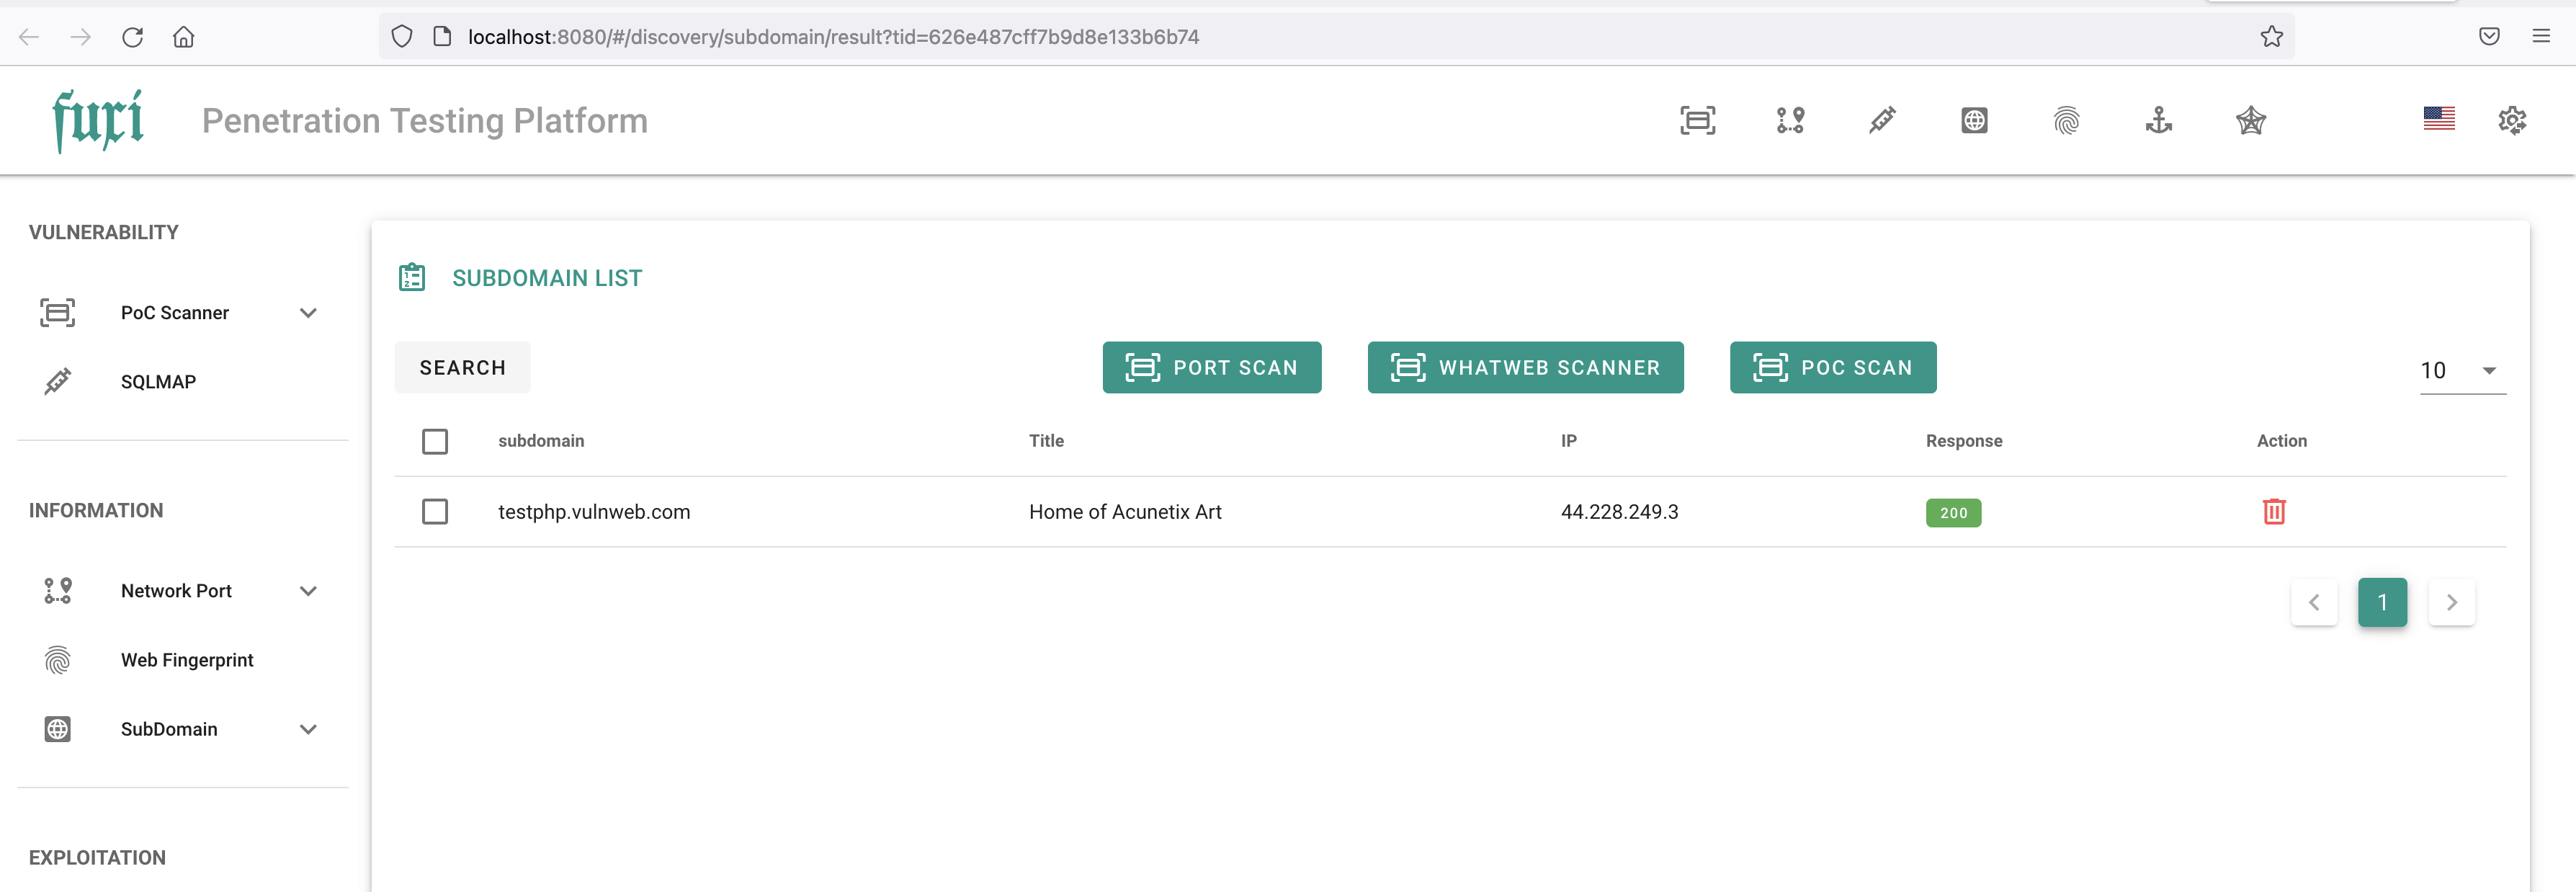 localhost:8080/#/discovery/subdomain/result?tid=626e487cff7b9d8e133b6b74
furi Penetration Testing Platform
VULNERABILITY
PoC Scanner
SQLMAP
INFORMATION
Network Port
Web Fingerprint
SubDomain
EXPLOITATION
SUBDOMAIN LIST
SEARCH PORT SCAN WHATWEB SCANNER POC SCAN 10
subdomain Title IP Response Action
testphp.vulnweb.com Home of Acunetix Art 44.228.249.3 200
1